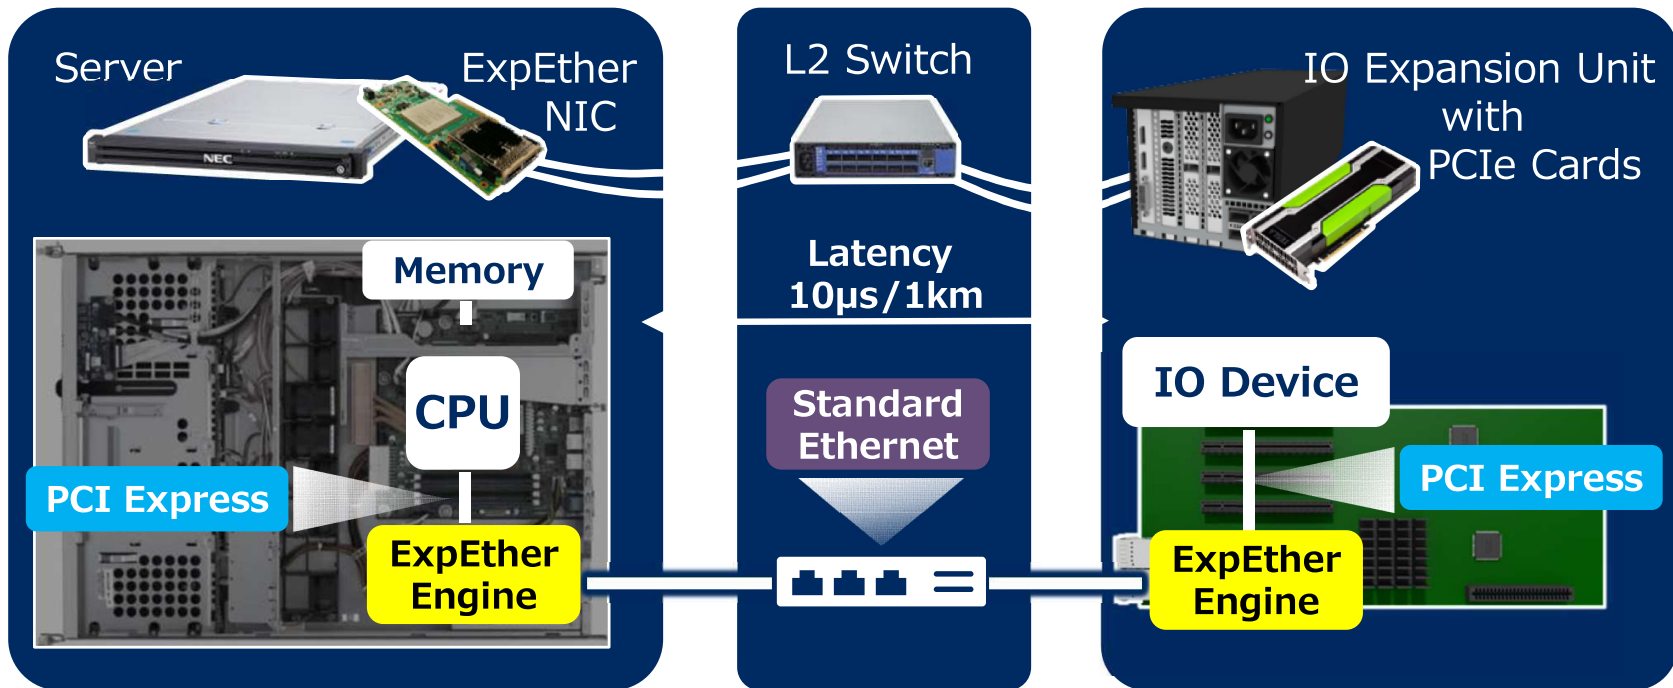 Server
ExpEther
NIC
NEC
Memory
CPU
PCI Express
ExpEther
Engine
L2 Switch
Latency
10μs/1km
Standard
Ethernet
IO Expansion Unit
with
PCIe Cards
IO Device
PCI Express
ExpEther
Engine